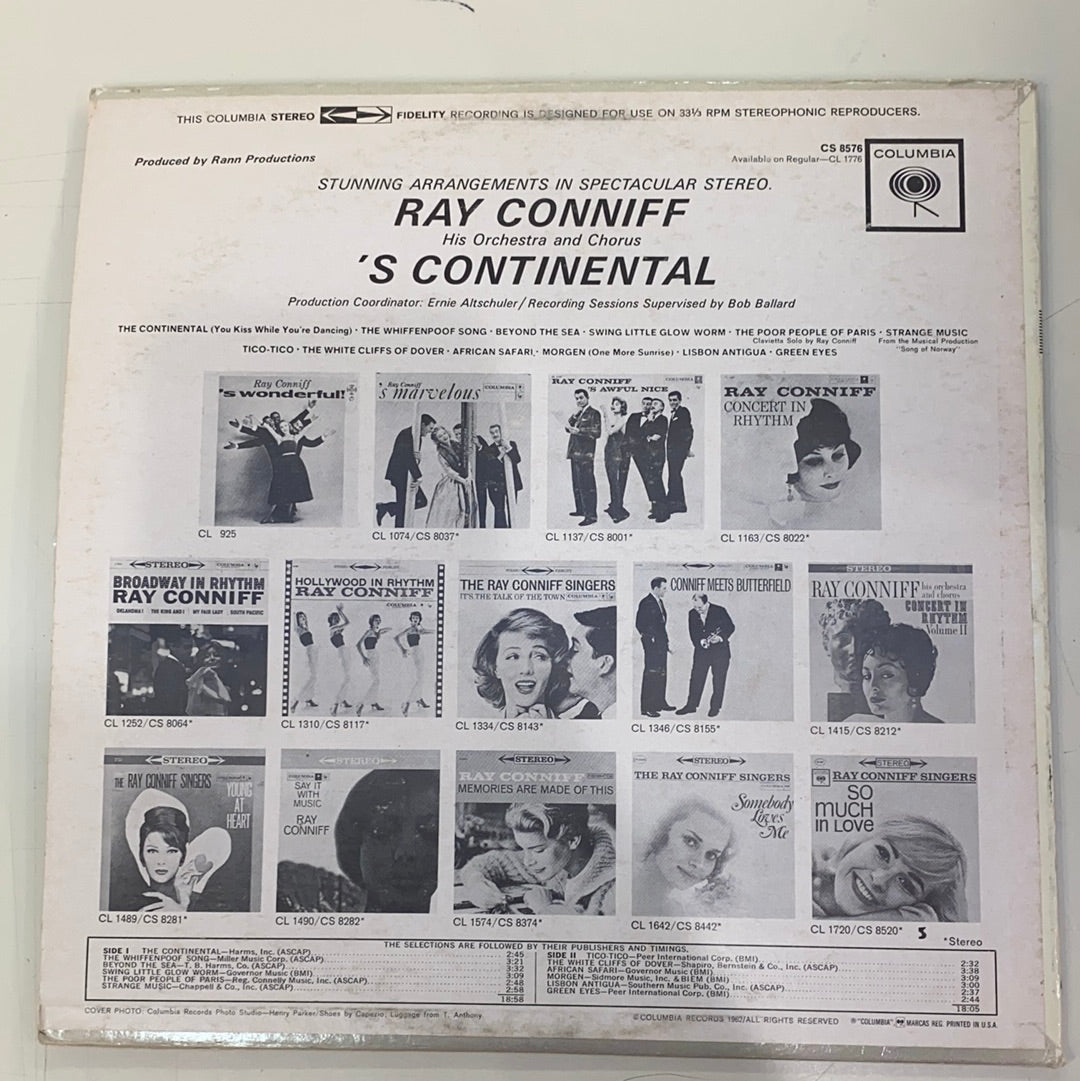 THIS COLUMBIA STEREO FIDELITY RECORDING IS DESIGNED FOR USE ON 33⅓ RPM STEREOPHONIC REPRODUCERS.
Produced by Rann Productions
CS 8576
Available on Regular—CL 1776
COLUMBIA
STUNNING ARRANGEMENTS IN SPECTACULAR STEREO.
RAY CONNIFF
His Orchestra and Chorus
'S CONTINENTAL
Production Coordinator: Ernie Altschuler/Recording Sessions Supervised by Bob Ballard
THE CONTINENTAL (You Kiss While You're Dancing) · THE WHIFFENPOOF SONG · BEYOND THE SEA · SWING LITTLE GLOW WORM · THE POOR PEOPLE OF PARIS · STRANGE MUSIC
Clavietta Solo by Ray Conniff From the Musical Production
"Song of Norway"
TICO-TICO · THE WHITE CLIFFS OF DOVER · AFRICAN SAFARI · MORGEN (One More Sunrise) · LISBON ANTIGUA · GREEN EYES
Ray Conniff
's wonderful!
CL 925
Ray Conniff
's marvelous
COLUMBIA
CL 1074/CS 8037*
RAY CONNIFF
'S AWFUL NICE
COLUMBIA
CL 1137/CS 8001*
RAY CONNIFF
CONCERT IN
RHYTHM
CL 1163/CS 8022*
STEREO
BROADWAY IN RHYTHM
RAY CONNIFF
OKLAHOMA! THE KING AND I MY FAIR LADY SOUTH PACIFIC
CL 1252/CS 8064*
HOLLYWOOD IN RHYTHM
RAY CONNIFF
COLUMBIA
CL 1310/CS 8117*
THE RAY CONNIFF SINGERS
IT'S THE TALK OF THE TOWN
CL 1334/CS 8143*
CONNIFF MEETS BUTTERFIELD
CL 1346/CS 8155*
STEREO
RAY CONNIFF his orchestra
and chorus
CONCERT IN
RHYTHM
Volume II
CL 1415/CS 8212*
STEREO
THE RAY CONNIFF SINGERS
YOUNG
AT
HEART
CL 1489/CS 8281*
STEREO
COLUMBIA
SAY IT
WITH
MUSIC
RAY
CONNIFF
CL 1490/CS 8282*
STEREO
RAY CONNIFF
MEMORIES ARE MADE OF THIS
CL 1574/CS 8374*
STEREO
THE RAY CONNIFF SINGERS
Somebody
Loves
Me
CL 1642/CS 8442*
STEREO
RAY CONNIFF SINGERS
SO
MUCH
IN LOVE
CL 1720/CS 8520*
*Stereo
THE SELECTIONS ARE FOLLOWED BY THEIR PUBLISHERS AND TIMINGS.
SIDE I THE CONTINENTAL—Harms, Inc. (ASCAP) 2:45
THE WHIFFENPOOF SONG—Miller Music Corp. (ASCAP) 3:21
BEYOND THE SEA—T. B. Harms, Co. (ASCAP) 3:32
SWING LITTLE GLOW WORM—Governor Music (BMI) 3:09
THE POOR PEOPLE OF PARIS—Reg. Connelly Music, Inc. (ASCAP) 2:48
STRANGE MUSIC—Chappell & Co., Inc. (ASCAP) 2:58
18:58
SIDE II TICO-TICO—Peer International Corp. (BMI) 2:32
THE WHITE CLIFFS OF DOVER—Shapiro, Bernstein & Co., Inc. (ASCAP) 3:38
AFRICAN SAFARI—Governor Music (BMI) 3:09
MORGEN—Sidmore Music, Inc. & BIEM (BMI) 3:00
LISBON ANTIGUA—Southern Music Pub. Co., Inc. (ASCAP) 2:37
GREEN EYES—Peer International Corp. (BMI) 2:44
18:05
COVER PHOTO: Columbia Records Photo Studio—Henry Parker/Shoes by Capezio, Luggage from T. Anthony
© COLUMBIA RECORDS 1962/ALL RIGHTS RESERVED ® "COLUMBIA", MARCAS REG. PRINTED IN U.S.A.